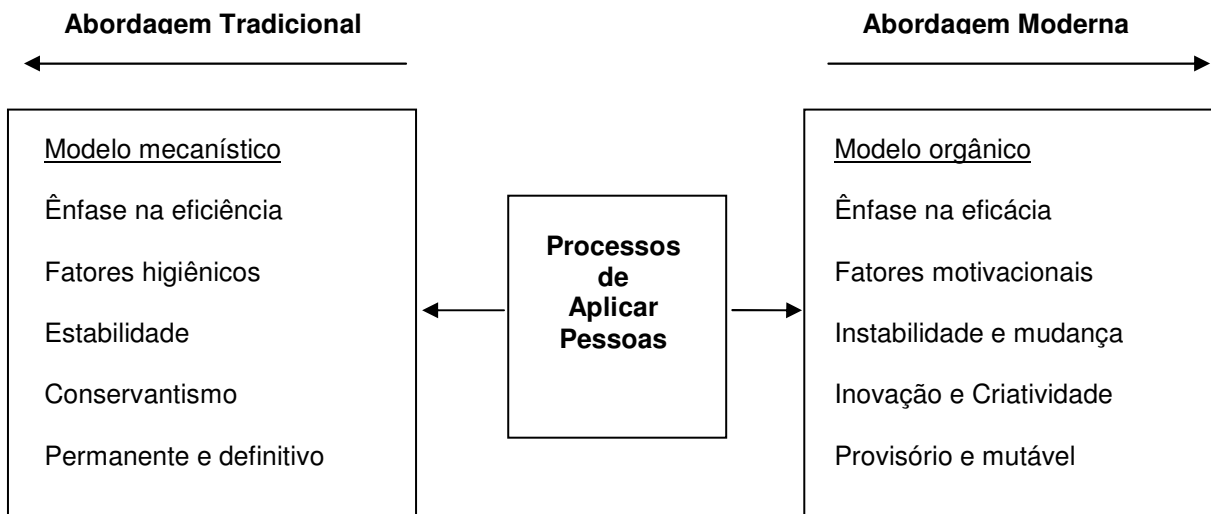 Abordagem Tradicional
Abordagem Moderna
Modelo mecanístico
Ênfase na eficiência
Fatores higiênicos
Estabilidade
Conservantismo
Permanente e definitivo
Processos
de
Aplicar
Pessoas
Modelo orgânico
Ênfase na eficácia
Fatores motivacionais
Instabilidade e mudança
Inovação e Criatividade
Provisório e mutável